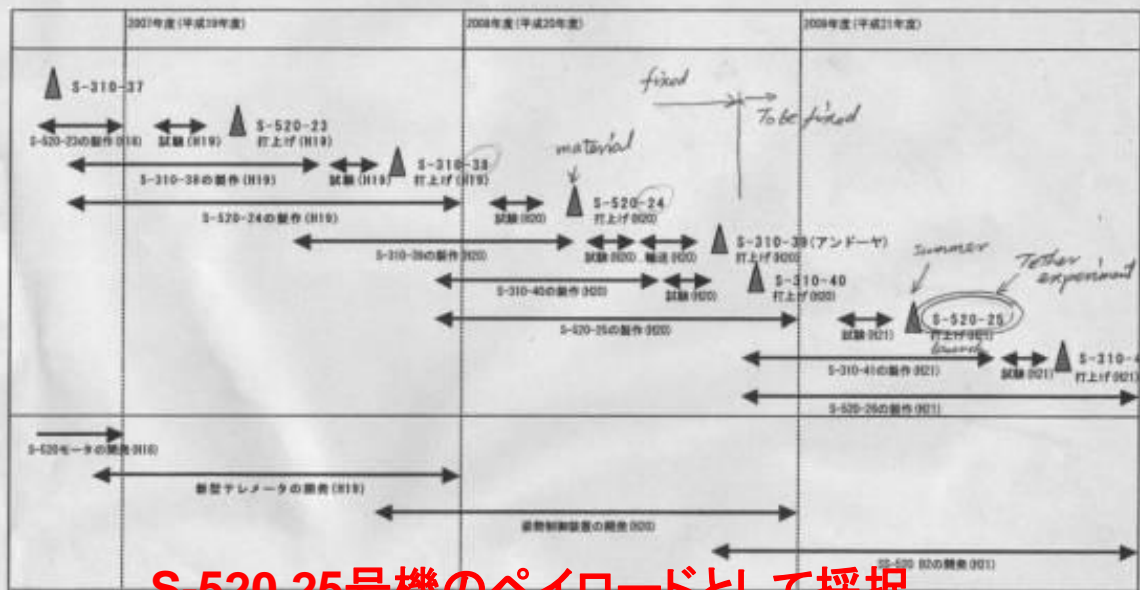 2007年度(平成19年度)
2008年度(平成20年度)
2009年度(平成21年度)
fixed
To be fixed
S-310-37
S-520-23の製作(H18)
試験(H19)
S-520-23
打上げ(H19)
S-310-38の製作(H19)
試験(H19)
S-310-38
打上げ(H19)
material
S-520-24の製作(H19)
試験(H20)
S-520-24
打上げ(H20)
S-310-39の製作(H20)
試験(H20)
輸送(H20)
S-310-39(アンドーヤ)
打上げ(H20)
S-310-40の製作(H20)
試験(H20)
S-310-40
打上げ(H20)
summer
Tether
experiment
S-520-25の製作(H20)
試験(H21)
S-520-25
打上げ(H21)
launch
S-310-41の製作(H21)
試験(H21)
S-310-4
打上げ(H21)
S-520-26の製作(H21)
S-520モータの開発(H18)
新型テレメータの開発(H19)
姿勢制御装置の開発(H20)
SS-520 B2の開発(H21)
S-520-25号機のペイロードとして採択